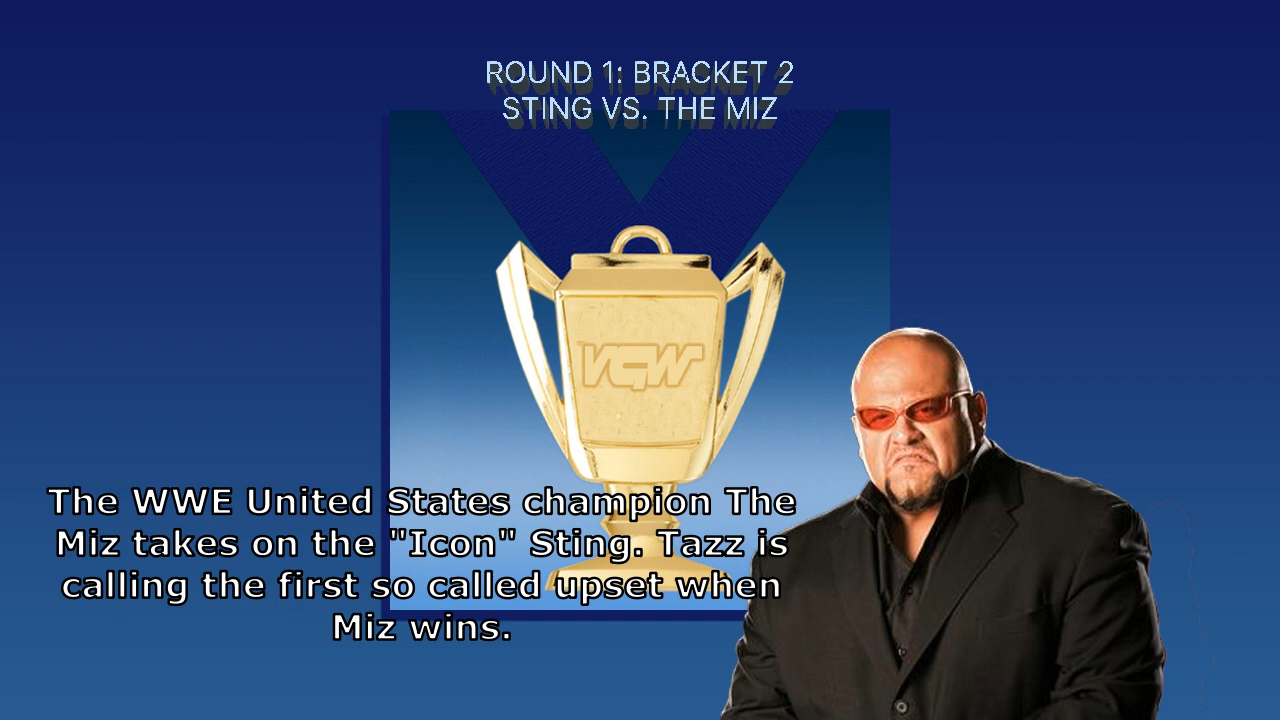 ROUND 1: BRACKET 2
STING VS. THE MIZ
VGW
The WWE United States champion The
Miz takes on the "Icon" Sting. Tazz is
calling the first so called upset when
Miz wins.